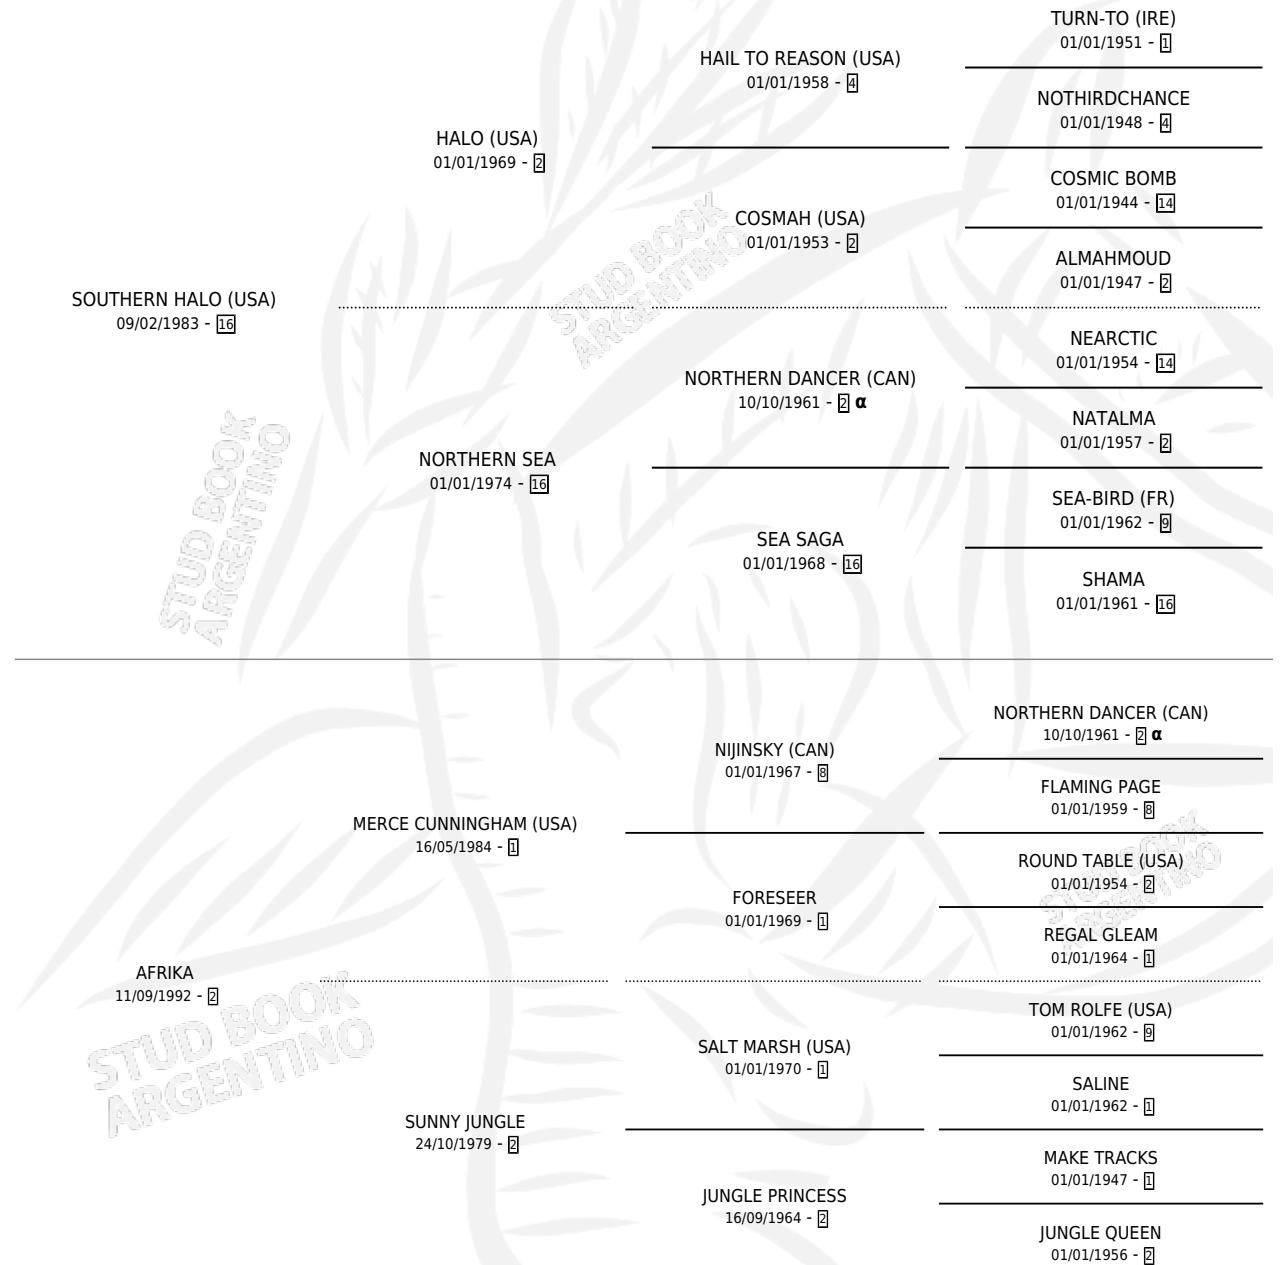 TURN-TO (IRE)
01/01/1951 - 1
HAIL TO REASON (USA)
01/01/1958 - 4
NOTHIRDCHANCE
01/01/1948 - 4
HALO (USA)
01/01/1969 - 2
COSMIC BOMB
01/01/1944 - 14
COSMAH (USA)
01/01/1953 - 2
ALMAHMOUD
01/01/1947 - 2
SOUTHERN HALO (USA)
09/02/1983 - 16
NEARCTIC
01/01/1954 - 14
NORTHERN DANCER (CAN)
10/10/1961 - 2 α
NATALMA
01/01/1957 - 2
NORTHERN SEA
01/01/1974 - 16
SEA-BIRD (FR)
01/01/1962 - 9
SEA SAGA
01/01/1968 - 16
SHAMA
01/01/1961 - 16
STUD BOOK
ARGENTINO
STUD BOOK
ARGENTINO
NORTHERN DANCER (CAN)
10/10/1961 - 2 α
NIJINSKY (CAN)
01/01/1967 - 8
FLAMING PAGE
01/01/1959 - 8
MERCE CUNNINGHAM (USA)
16/05/1984 - 1
ROUND TABLE (USA)
01/01/1954 - 2
FORESEER
01/01/1969 - 1
REGAL GLEAM
01/01/1964 - 1
AFRIKA
11/09/1992 - 2
TOM ROLFE (USA)
01/01/1962 - 9
SALT MARSH (USA)
01/01/1970 - 1
SALINE
01/01/1962 - 1
SUNNY JUNGLE
24/10/1979 - 2
MAKE TRACKS
01/01/1947 - 1
JUNGLE PRINCESS
16/09/1964 - 2
JUNGLE QUEEN
01/01/1956 - 2
STUD BOOK
ARGENTINO
STUD BOOK
ARGENTINO